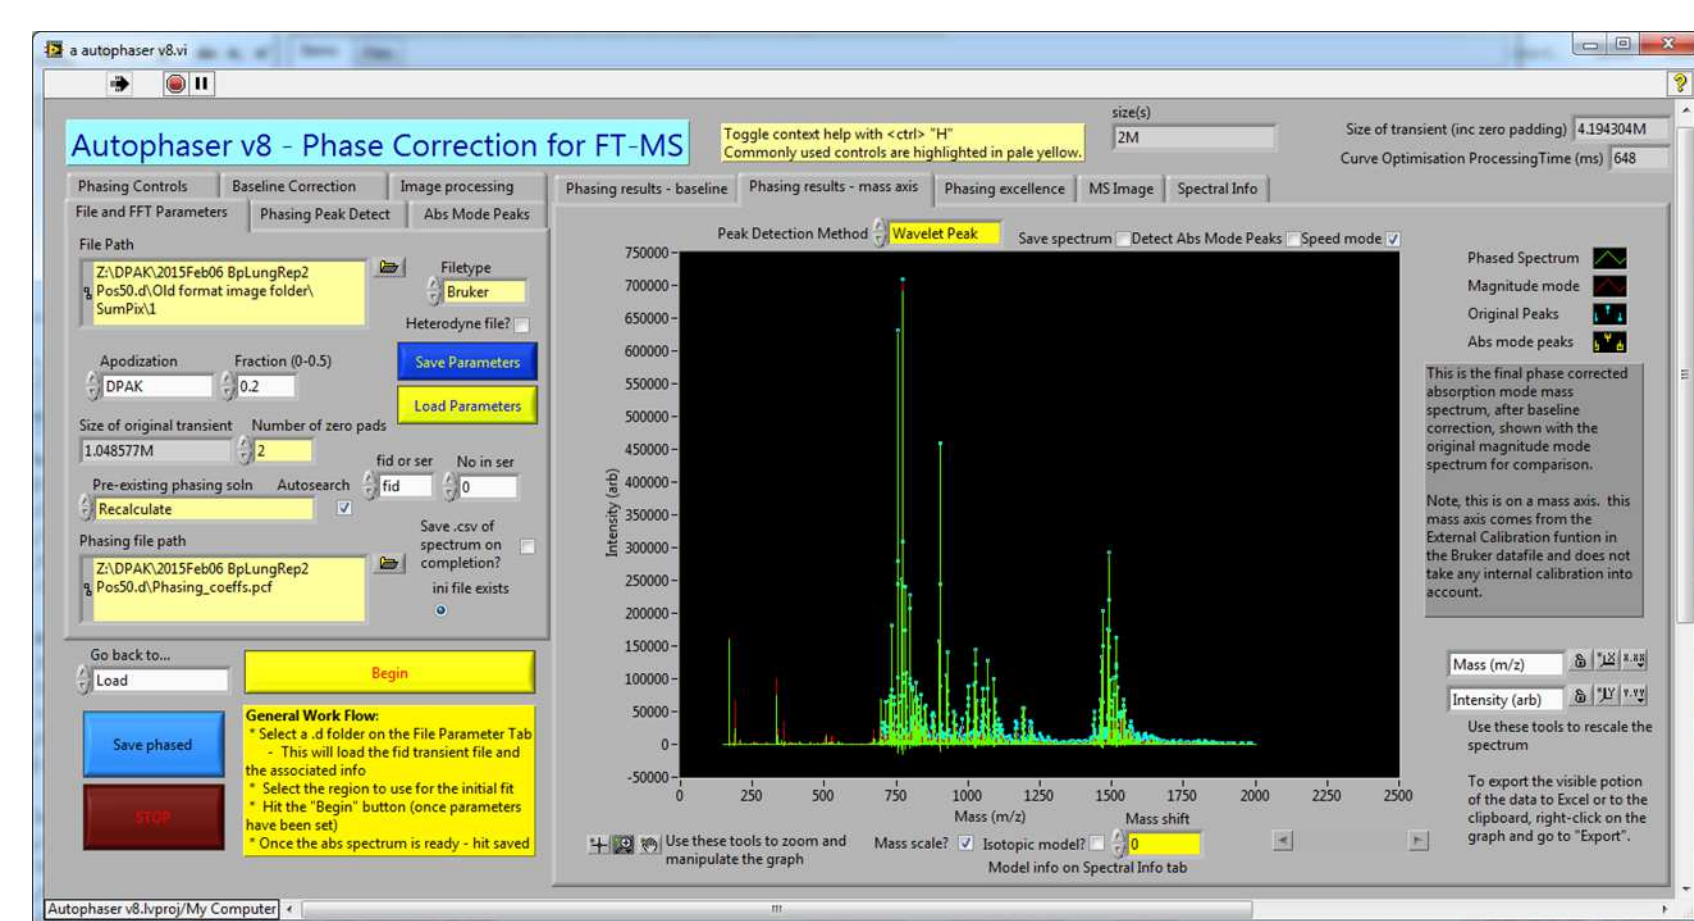 a autophaser v8.vi
Autophaser v8 - Phase Correction for FT-MS
Toggle context help with <ctrl> "H"
Commonly used controls are highlighted in pale yellow.
size(s)
2M
Size of transient (inc zero padding) 4.194304M
Curve Optimisation ProcessingTime (ms) 648
Phasing Controls Baseline Correction Image processing
File and FFT Parameters Phasing Peak Detect Abs Mode Peaks
File Path
Z:\DPAK\2015Feb06 BpLungRep2
Pos50.d\Old format image folder\
SumPix\1
Filetype
Bruker
Heterodyne file?
Apodization Fraction (0-0.5)
DPAK 0.2
Save Parameters
Load Parameters
Size of original transient Number of zero pads
1.048577M 2
fid or ser No in ser
fid 0
Pre-existing phasing soln Autosearch
Recalculate
Save .csv of
spectrum on
completion?
Phasing file path
Z:\DPAK\2015Feb06 BpLungRep2
Pos50.d\Phasing_coeffs.pcf
ini file exists
Go back to...
Load
Begin
Save phased
STOP
General Work Flow:
* Select a .d folder on the File Parameter Tab
- This will load the fid transient file and
the associated info
* Select the region to use for the initial fit
* Hit the "Begin" button (once parameters
have been set)
* Once the abs spectrum is ready - hit saved
Phasing results - baseline Phasing results - mass axis Phasing excellence MS Image Spectral Info
Peak Detection Method Wavelet Peak Save spectrum Detect Abs Mode Peaks Speed mode
750000
700000
650000
600000
550000
500000
450000
400000
350000
300000
250000
200000
150000
100000
50000
0
-50000
Intensity (arb)
0 250 500 750 1000 1250 1500 1750 2000 2250 2500
Mass (m/z)
Phased Spectrum
Magnitude mode
Original Peaks
Abs mode peaks
This is the final phase corrected
absorption mode mass
spectrum, after baseline
correction, shown with the
original magnitude mode
spectrum for comparison.
Note, this is on a mass axis. this
mass axis comes from the
External Calibration funtion in
the Bruker datafile and does not
take any internal calibration into
account.
Mass (m/z)
Intensity (arb)
Use these tools to rescale the
spectrum
To export the visible potion
of the data to Excel or to the
clipboard, right-click on the
graph and go to "Export".
Use these tools to zoom and
manipulate the graph
Mass scale? Isotopic model?
Mass shift
0
Model info on Spectral Info tab
Autophaser v8.lvproj/My Computer